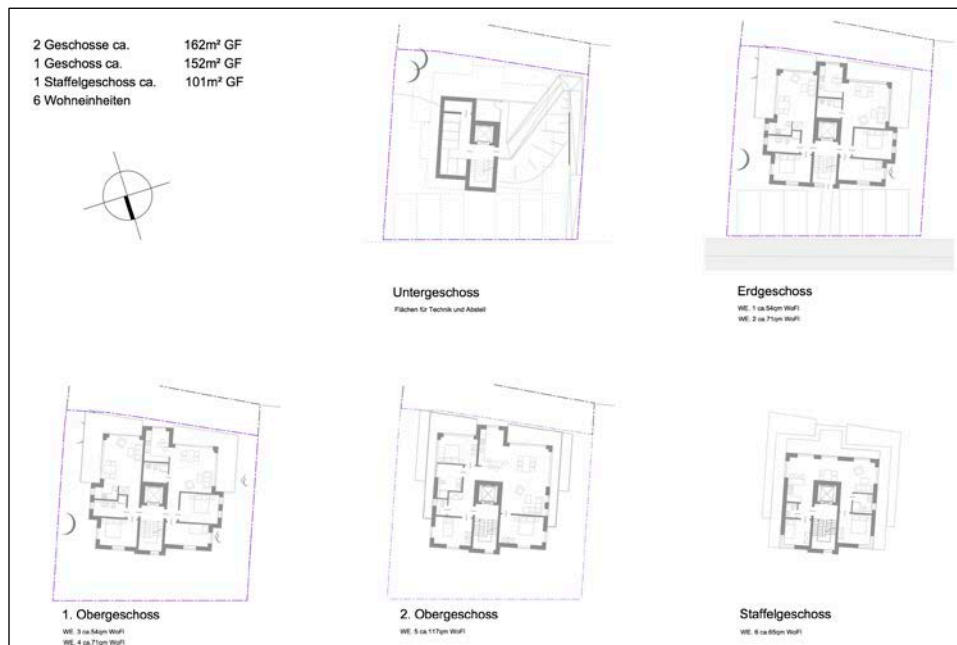 2 Geschosse ca. 162m² GF
1 Geschoss ca. 152m² GF
1 Staffelgeschoss ca. 101m² GF
6 Wohneinheiten
Untergeschoss
Flächen für Technik und Abstell
Erdgeschoss
WE. 1 ca.54qm WoFl
WE. 2 ca.71qm WoFl
1. Obergeschoss
WE. 3 ca.54qm WoFl
WE. 4 ca.71qm WoFl
2. Obergeschoss
WE. 5 ca.117qm WoFl
Staffelgeschoss
WE. 6 ca.65qm WoFl